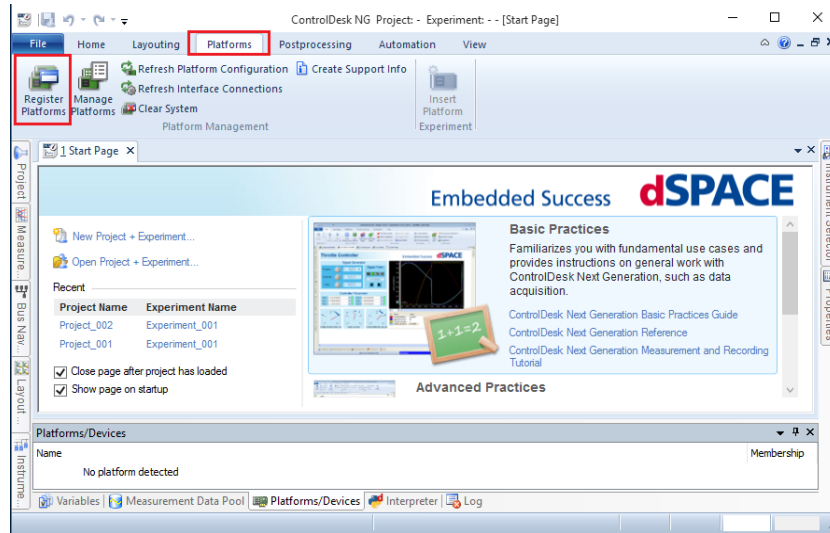 ControlDesk NG Project: - Experiment: - - [Start Page]
File Home Layouting Platforms Postprocessing Automation View
Register Platforms
Manage Platforms
Refresh Platform Configuration
Refresh Interface Connections
Clear System
Create Support Info
Insert Platform
Platform Management
Experiment
1 Start Page
Project
Measure...
Bus Nav...
Layout ...
Instrume...
Embedded Success dSPACE
New Project + Experiment...
Open Project + Experiment...
Recent
Project Name Experiment Name
Project_002 Experiment_001
Project_001 Experiment_001
Close page after project has loaded
Show page on startup
Throttle Controller
1+1=2
Basic Practices
Familiarizes you with fundamental use cases and
provides instructions on general work with
ControlDesk Next Generation, such as data
acquisition.
ControlDesk Next Generation Basic Practices Guide
ControlDesk Next Generation Reference
ControlDesk Next Generation Measurement and Recording
Tutorial
Advanced Practices
Platforms/Devices
Name Membership
No platform detected
Variables Measurement Data Pool Platforms/Devices Interpreter Log